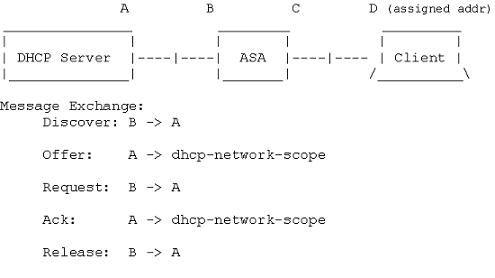 A B C D (assigned addr)
DHCP Server |----|----| ASA |----|---- | Client |
Message Exchange:
Discover: B -> A
Offer: A -> dhcp-network-scope
Request: B -> A
Ack: A -> dhcp-network-scope
Release: B -> A